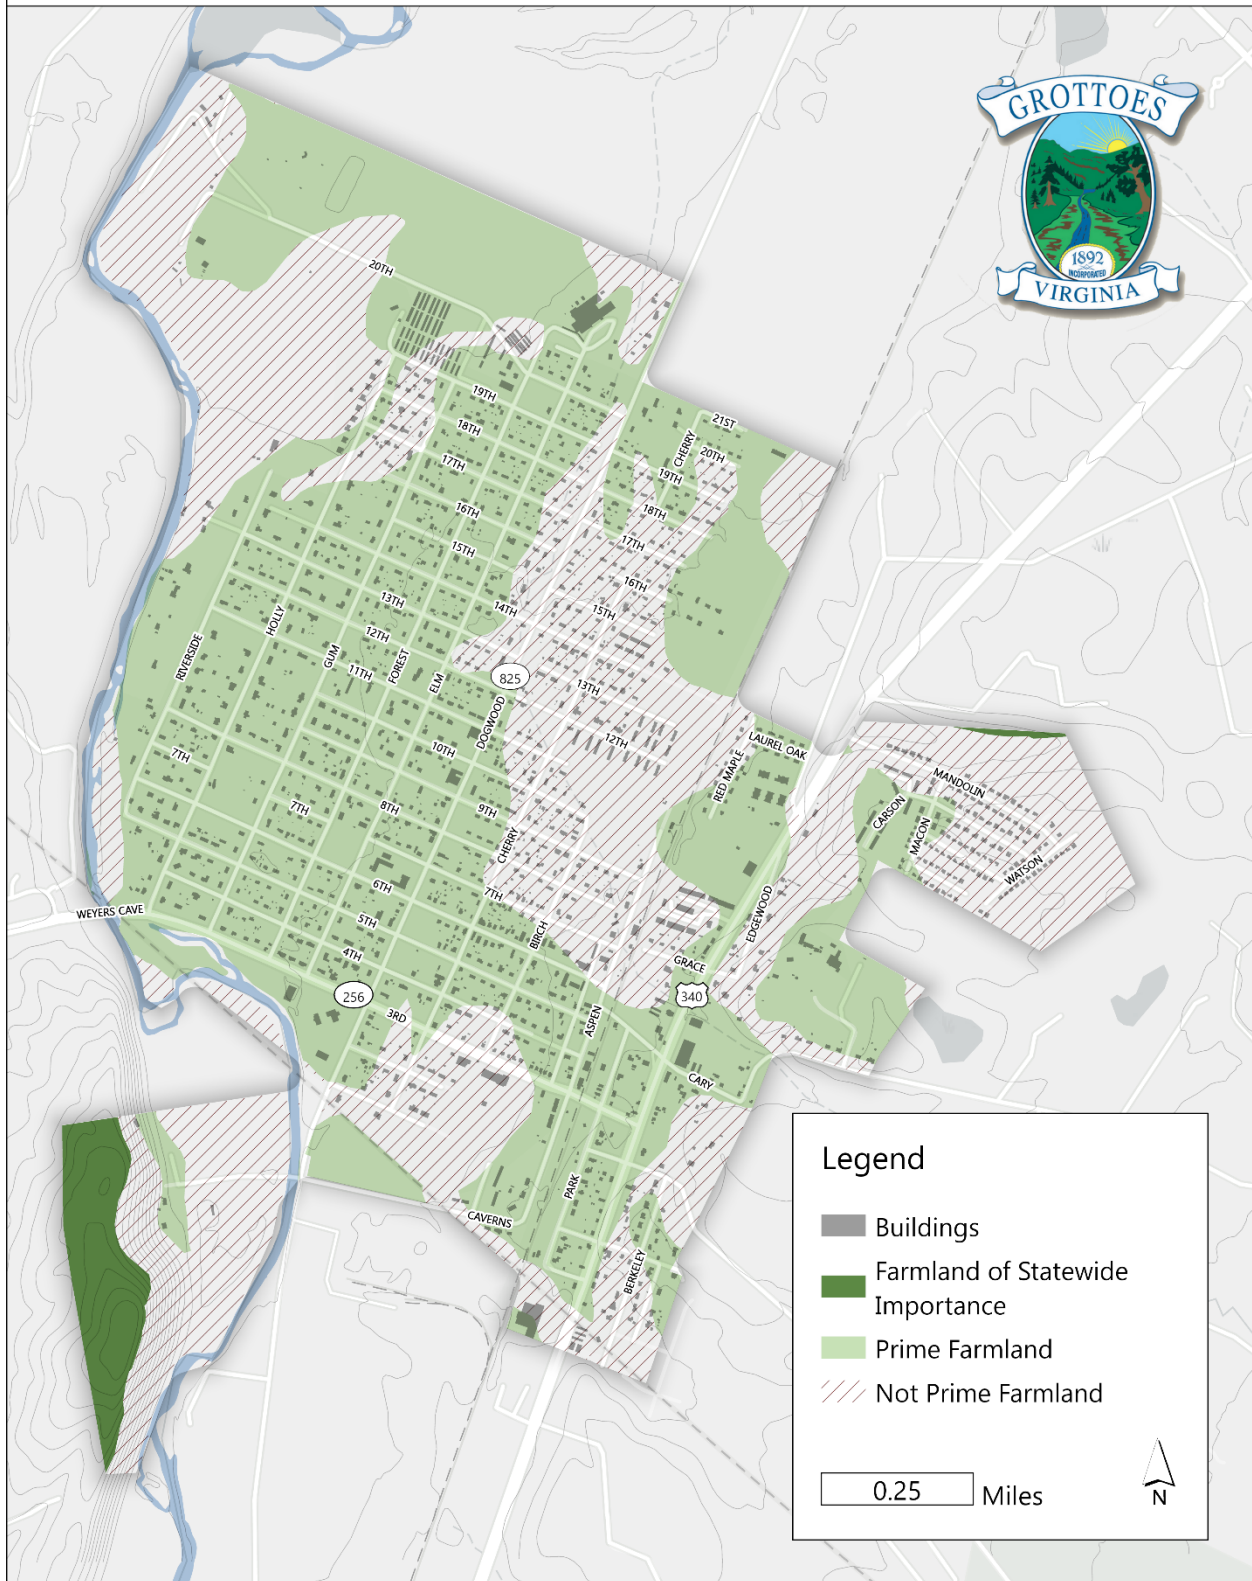 GROTTOES
1892
INCORPORATED
VIRGINIA
20TH
19TH
18TH
17TH
16TH
15TH
14TH
13TH
12TH
11TH
10TH
9TH
8TH
7TH
7TH
7TH
6TH
5TH
4TH
3RD
21ST
20TH
CHERRY
19TH
18TH
17TH
16TH
15TH
13TH
12TH
RIVERSIDE
HOLLY
GUM
FOREST
ELM
DOGWOOD
825
CHERRY
BIRCH
ASPEN
GRACE
EDGEWOOD
340
RED MAPLE
LAUREL OAK
MANDOLIN
CARSON
MACON
WATSON
WEYERS CAVE
256
CARY
PARK
CAVERNS
BERKELEY
Legend
Buildings
Farmland of Statewide
Importance
Prime Farmland
Not Prime Farmland
0.25 Miles
N